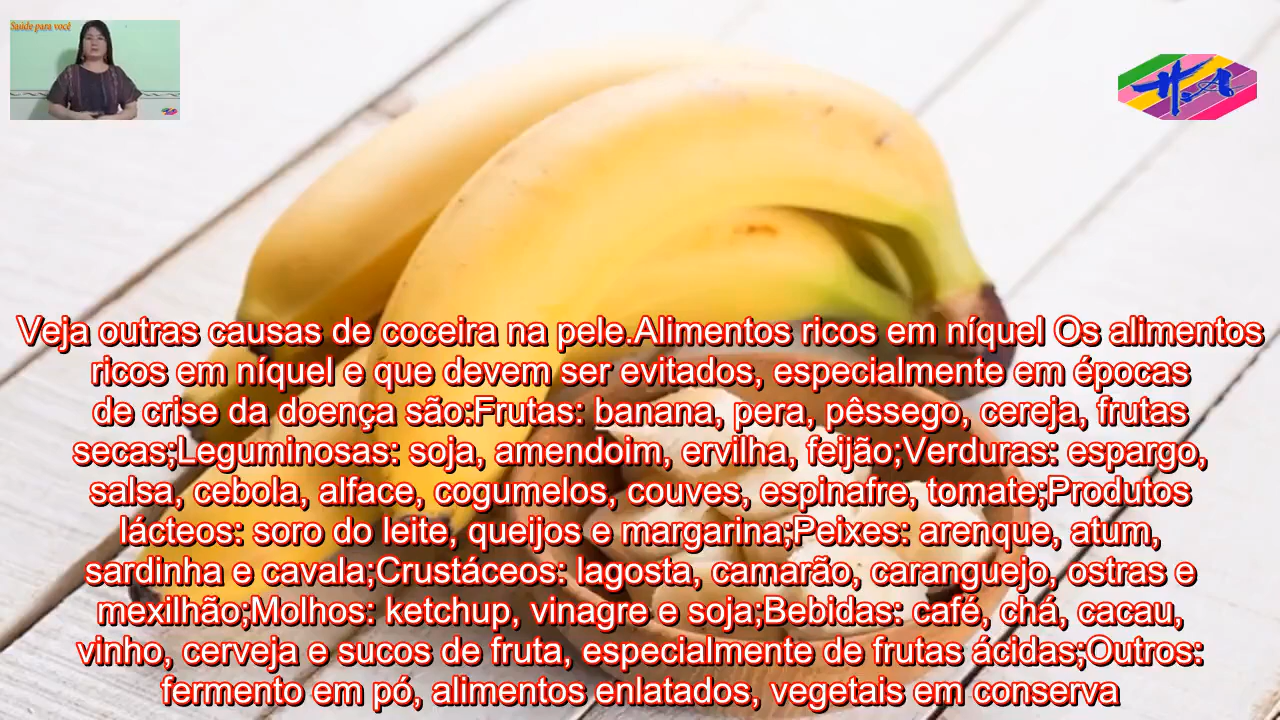 Saúde para você
H.A
Veja outras causas de coceira na pele.Alimentos ricos em níquel Os alimentos
ricos em níquel e que devem ser evitados, especialmente em épocas
de crise da doença são:Frutas: banana, pera, pêssego, cereja, frutas
secas;Leguminosas: soja, amendoim, ervilha, feijão;Verduras: espargo,
salsa, cebola, alface, cogumelos, couves, espinafre, tomate;Produtos
lácteos: soro do leite, queijos e margarina;Peixes: arenque, atum,
sardinha e cavala;Crustáceos: lagosta, camarão, caranguejo, ostras e
mexilhão;Molhos: ketchup, vinagre e soja;Bebidas: café, chá, cacau,
vinho, cerveja e sucos de fruta, especialmente de frutas ácidas;Outros:
fermento em pó, alimentos enlatados, vegetais em conserva